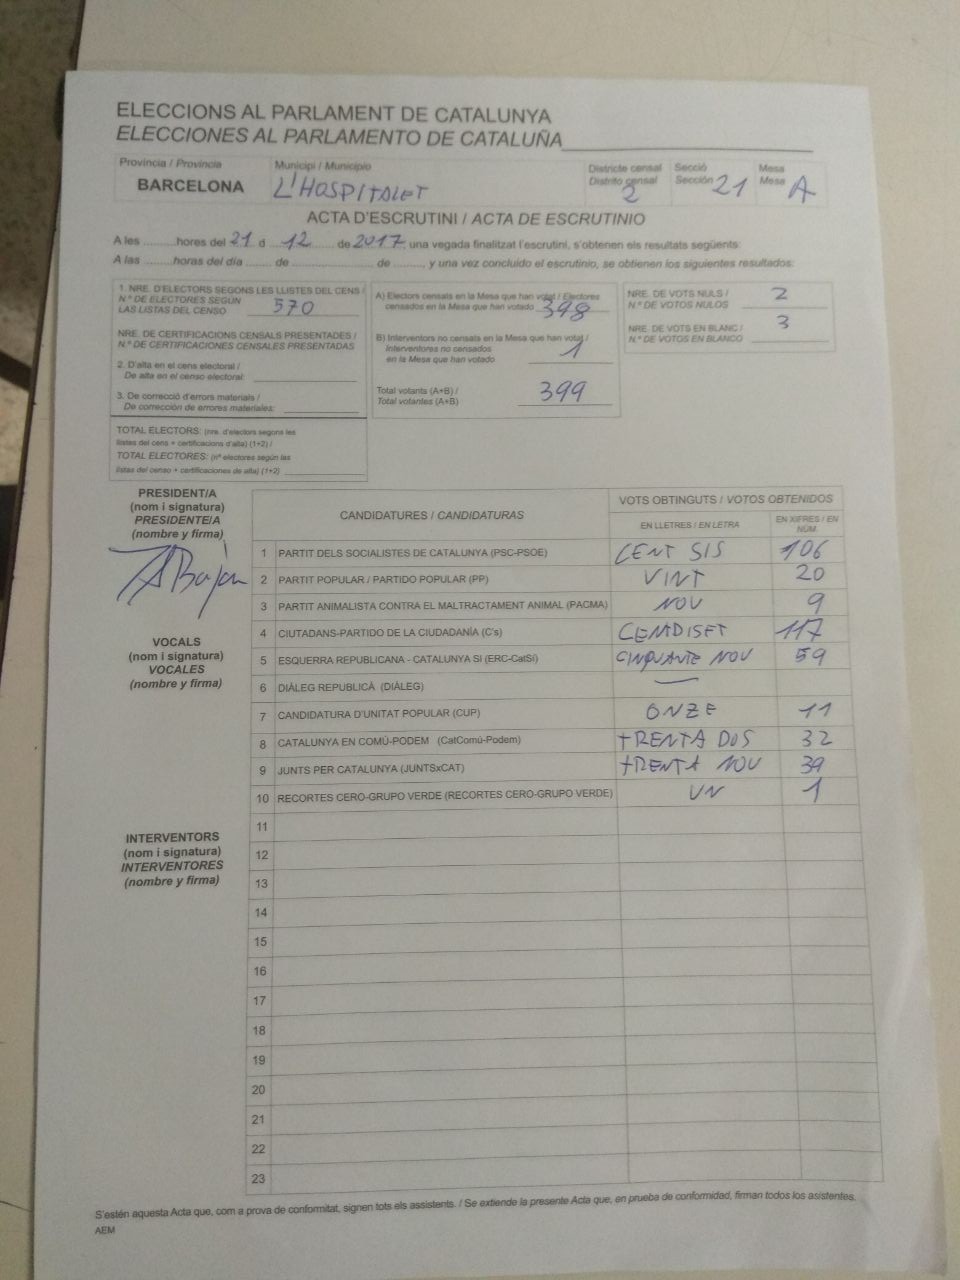 ELECCIONS AL PARLAMENT DE CATALUNYA
ELECCIONES AL PARLAMENTO DE CATALUÑA
Província / Provincia
BARCELONA
Municipi / Municipio
L'HOSPITALET
Districte censal
Distrito censal
2
Secció
Sección 21
Mesa
Mesa A
ACTA D'ESCRUTINI / ACTA DE ESCRUTINIO
A les ..........hores del 21 d 12 de 2017, una vegada finalitzat l'escrutini, s'obtenen els resultats següents:
A las .........horas del día ........ de ........................ de ........., y una vez concluido el escrutinio, se obtienen los siguientes resultados:
1. NRE. D'ELECTORS SEGONS LES LLISTES DEL CENS /
N.º DE ELECTORES SEGÚN
LAS LISTAS DEL CENSO 570
NRE. DE CERTIFICACIONS CENSALS PRESENTADES /
N.º DE CERTIFICACIONES CENSALES PRESENTADAS
2. D'alta en el cens electoral /
De alta en el censo electoral:
3. De correcció d'errors materials /
De corrección de errores materiales:
TOTAL ELECTORS: (nre. d'electors segons les
llistes del cens + certificacions d'alta) (1+2) /
TOTAL ELECTORES: (nº electores según las
listas del censo + certificaciones de alta) (1+2)
A) Electors censals en la Mesa que han votat / Electores
censados en la Mesa que han votado 398
B) Interventors no censals en la Mesa que han votat /
Interventores no censados
en la Mesa que han votado 1
Total votants (A+B) /
Total votantes (A+B) 399
NRE. DE VOTS NULS /
N.º DE VOTOS NULOS 2
NRE. DE VOTS EN BLANC /
N.º DE VOTOS EN BLANCO 3
PRESIDENT/A
(nom i signatura)
PRESIDENTE/A
(nombre y firma)
VOCALS
(nom i signatura)
VOCALES
(nombre y firma)
INTERVENTORS
(nom i signatura)
INTERVENTORES
(nombre y firma)
CANDIDATURES / CANDIDATURAS
VOTS OBTINGUTS / VOTOS OBTENIDOS
EN LLETRES / EN LETRA
EN XIFRES / EN
NÚM.
1 PARTIT DELS SOCIALISTES DE CATALUNYA (PSC-PSOE) CENT SIS 106
2 PARTIT POPULAR / PARTIDO POPULAR (PP) VINT 20
3 PARTIT ANIMALISTA CONTRA EL MALTRACTAMENT ANIMAL (PACMA) NOU 9
4 CIUTADANS-PARTIDO DE LA CIUDADANÍA (C's) CENDISET 117
5 ESQUERRA REPUBLICANA - CATALUNYA SÍ (ERC-CatSí) CINQUANTE NOU 59
6 DIÀLEG REPUBLICÀ (DIÀLEG) —
7 CANDIDATURA D'UNITAT POPULAR (CUP) ONZE 11
8 CATALUNYA EN COMÚ-PODEM (CatComú-Podem) TRENTA DOS 32
9 JUNTS PER CATALUNYA (JUNTSxCAT) TRENTA NOU 39
10 RECORTES CERO-GRUPO VERDE (RECORTES CERO-GRUPO VERDE) UN 1
11
12
13
14
15
16
17
18
19
20
21
22
23
S'estén aquesta Acta que, com a prova de conformitat, signen tots els assistents. / Se extiende la presente Acta que, en prueba de conformidad, firman todos los asistentes.
AEM